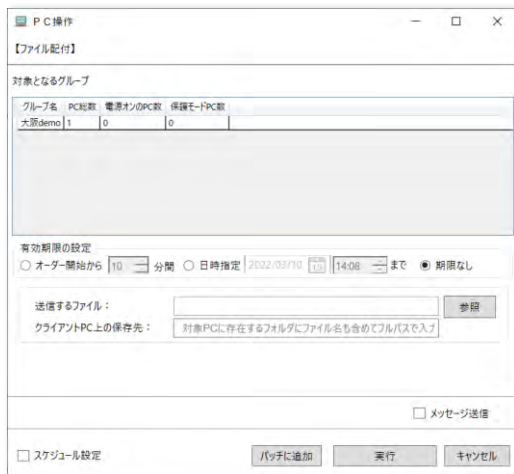 PC操作
【ファイル配付】
対象となるグループ
グループ名 PC総数 電源オンのPC数 保護モードPC数
大阪demo 1 0 0
有効期限の設定
オーダー開始から 10 分間 日時指定 2022/03/10 15 14:08 まで 期限なし
送信するファイル： 参照
クライアントPC上の保存先： 対象PCに存在するフォルダにファイル名も含めてフルパスで入力
メッセージ送信
スケジュール設定 バッチに追加 実行 キャンセル